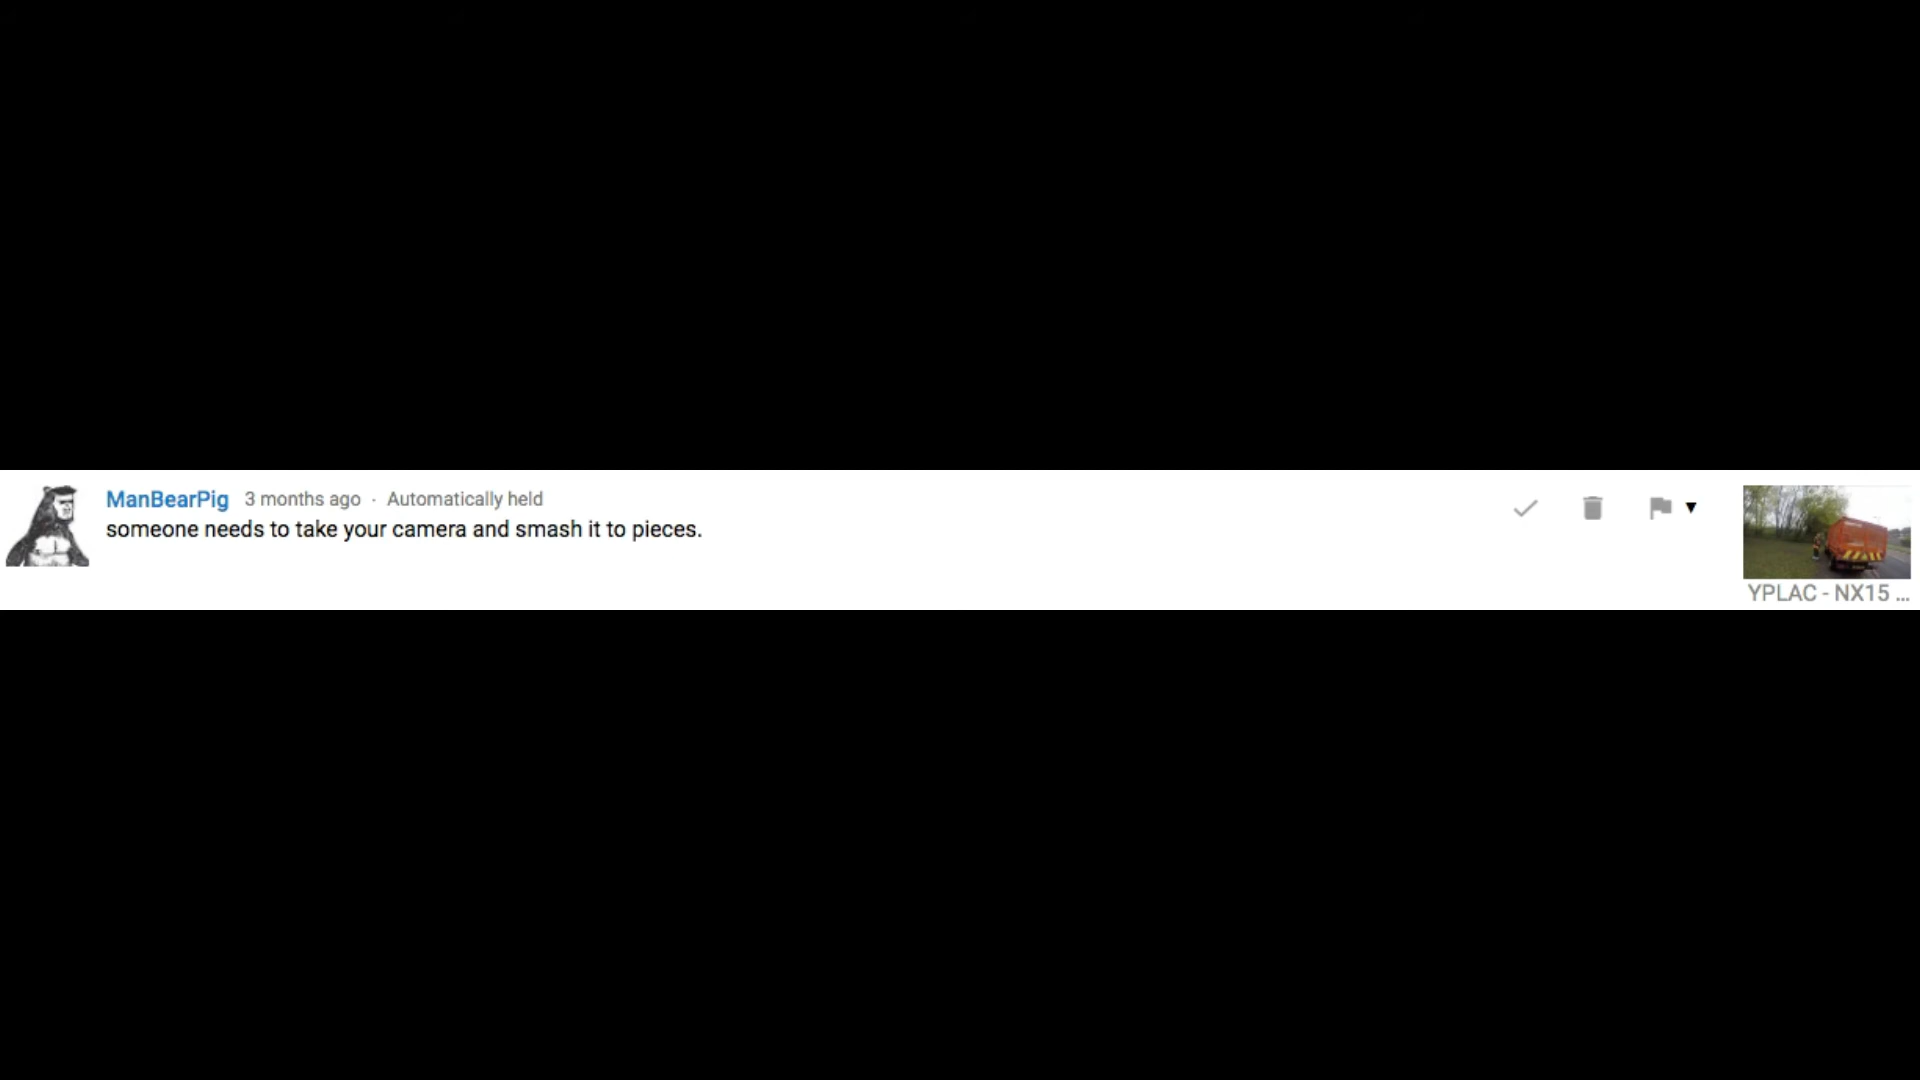 ManBearPig 3 months ago · Automatically held
someone needs to take your camera and smash it to pieces.
YPLAC - NX15 ...